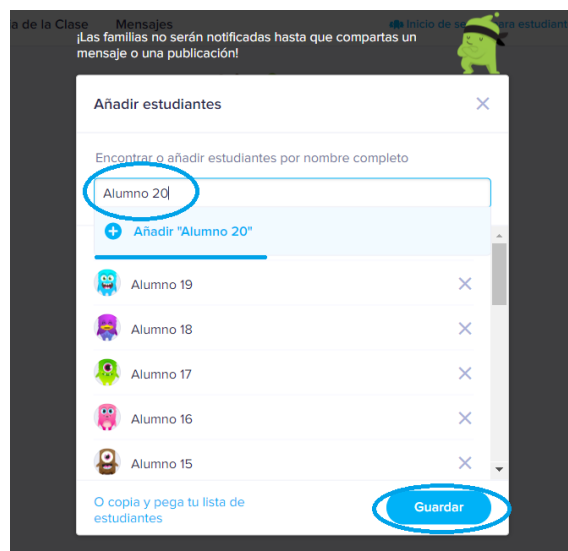 a de la Clase Mensajes Inicio de se ara estudiant
¡Las familias no serán notificadas hasta que compartas un
mensaje o una publicación!
Añadir estudiantes
Encontrar o añadir estudiantes por nombre completo
Alumno 20
Añadir "Alumno 20"
Alumno 19
Alumno 18
Alumno 17
Alumno 16
Alumno 15
O copia y pega tu lista de
estudiantes
Guardar